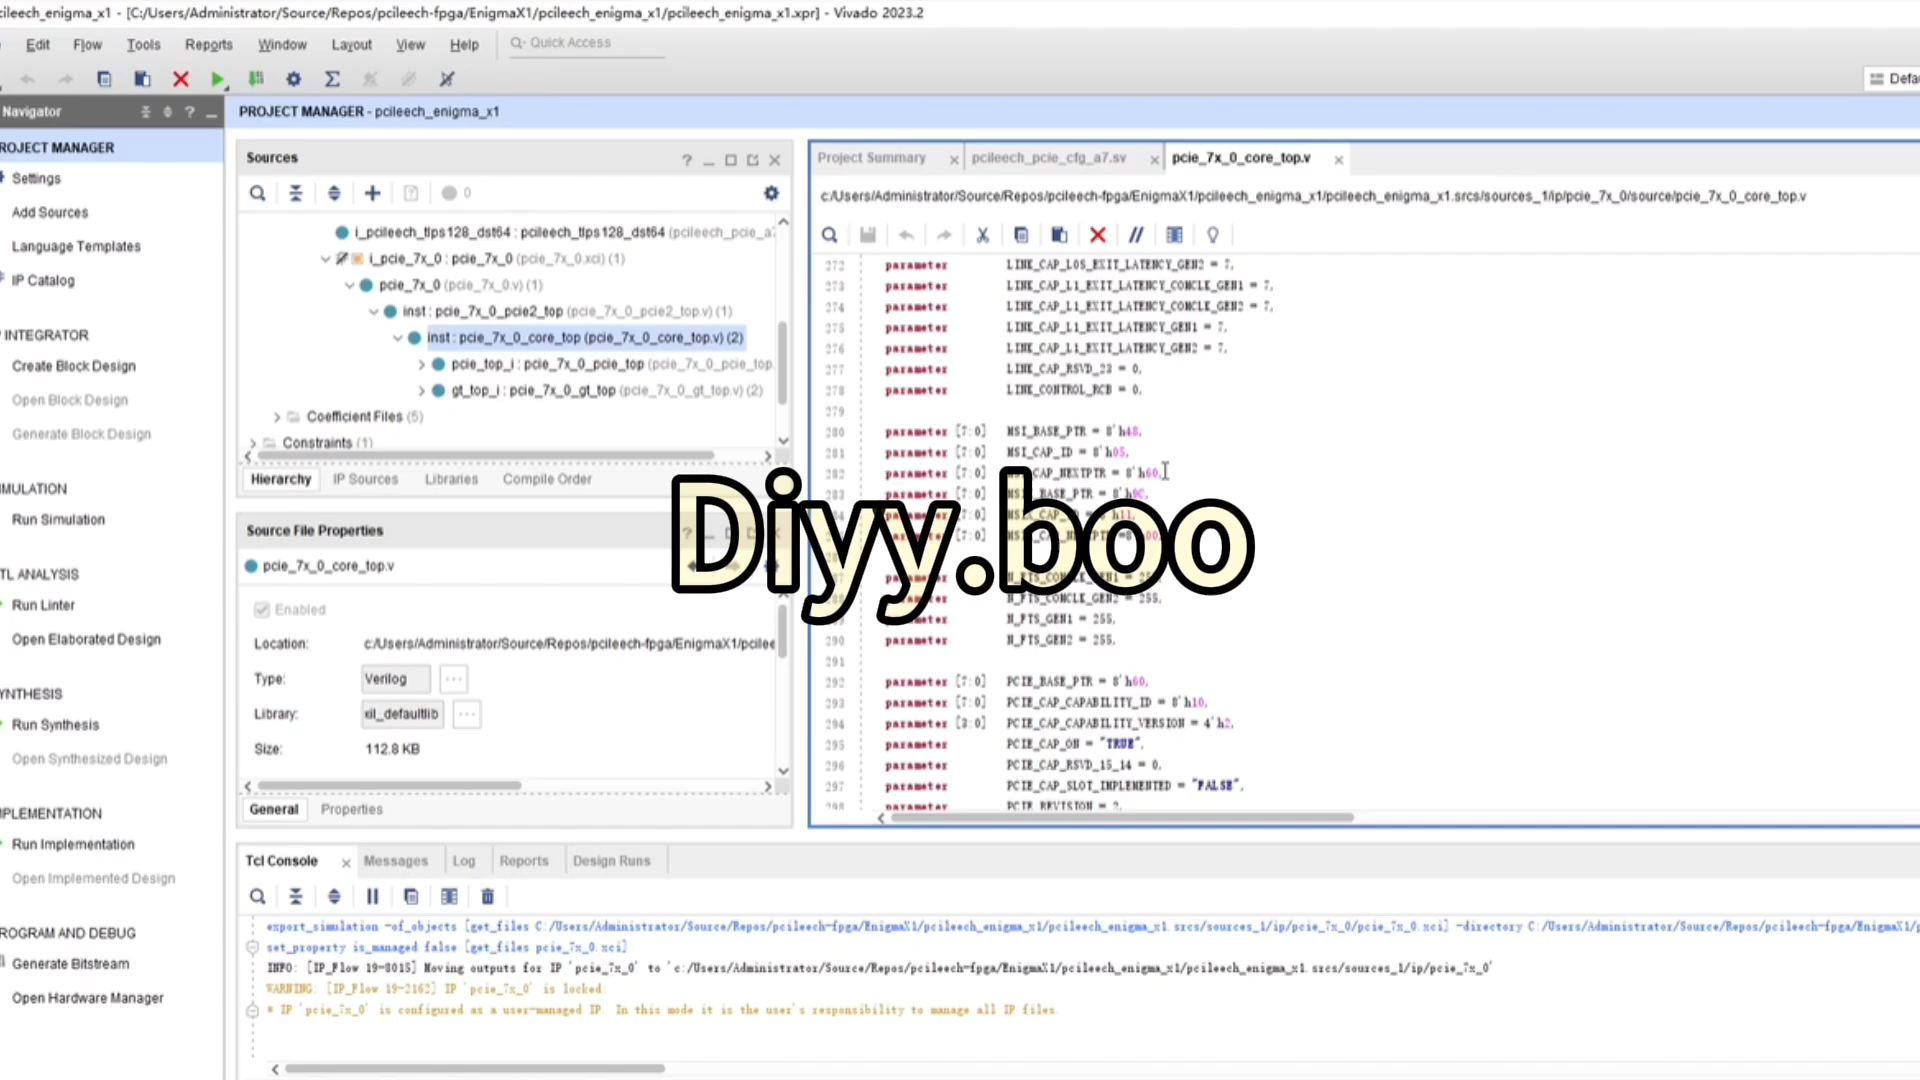 cileech_enigma_x1 - [C:/Users/Administrator/Source/Repos/pcileech-fpga/EnigmaX1/pcileech_enigma_x1/pcileech_enigma_x1.xpr] - Vivado 2023.2
Edit Flow Tools Reports Window Layout View Help Quick Access
Defau
Navigator
PROJECT MANAGER - pcileech_enigma_x1
ROJECT MANAGER
Settings
Add Sources
Language Templates
IP Catalog
INTEGRATOR
Create Block Design
Open Block Design
Generate Block Design
MULATION
Run Simulation
TL ANALYSIS
Run Linter
Open Elaborated Design
YNTHESIS
Run Synthesis
Open Synthesized Design
PLEMENTATION
Run Implementation
Open Implemented Design
ROGRAM AND DEBUG
Generate Bitstream
Open Hardware Manager
Sources
0
i_pcileech_tlps128_dst64 : pcileech_tlps128_dst64 (pcileech_pcie_a7
i_pcie_7x_0 : pcie_7x_0 (pcie_7x_0.xci) (1)
pcie_7x_0 (pcie_7x_0.v) (1)
inst : pcie_7x_0_pcie2_top (pcie_7x_0_pcie2_top.v) (1)
inst : pcie_7x_0_core_top (pcie_7x_0_core_top.v) (2)
pcie_top_i : pcie_7x_0_pcie_top (pcie_7x_0_pcie_top.
gt_top_i : pcie_7x_0_gt_top (pcie_7x_0_gt_top.v) (2)
Coefficient Files (5)
Constraints (1)
Hierarchy IP Sources Libraries Compile Order
Source File Properties
pcie_7x_0_core_top.v
Enabled
Location: c:/Users/Administrator/Source/Repos/pcileech-fpga/EnigmaX1/pcilee
Type: Verilog
Library: xil_defaultlib
Size: 112.8 KB
General Properties
Project Summary pcileech_pcie_cfg_a7.sv pcie_7x_0_core_top.v
c:/Users/Administrator/Source/Repos/pcileech-fpga/EnigmaX1/pcileech_enigma_x1/pcileech_enigma_x1.srcs/sources_1/ip/pcie_7x_0/source/pcie_7x_0_core_top.v
272 parameter LINK_CAP_L0S_EXIT_LATENCY_GEN2 = 7,
273 parameter LINK_CAP_L1_EXIT_LATENCY_COMCLK_GEN1 = 7,
274 parameter LINK_CAP_L1_EXIT_LATENCY_COMCLK_GEN2 = 7,
275 parameter LINK_CAP_L1_EXIT_LATENCY_GEN1 = 7,
276 parameter LINK_CAP_L1_EXIT_LATENCY_GEN2 = 7,
277 parameter LINK_CAP_RSVD_23 = 0,
278 parameter LINK_CONTROL_RCB = 0,
279
280 parameter [7:0] MSI_BASE_PTR = 8'h48,
281 parameter [7:0] MSI_CAP_ID = 8'h05,
282 parameter [7:0] MSI_CAP_NEXTPTR = 8'h60,
283 [7:0] BASE_PTR = 8'h9C,
[7:0] h11,
[7:0]
N_FTS_COMCLK_GEN1 =
parameter N_FTS_COMCLK_GEN2 = 255,
289 parameter N_FTS_GEN1 = 255,
290 parameter N_FTS_GEN2 = 255,
291
292 parameter [7:0] PCIE_BASE_PTR = 8'h60,
293 parameter [7:0] PCIE_CAP_CAPABILITY_ID = 8'h10,
294 parameter [3:0] PCIE_CAP_CAPABILITY_VERSION = 4'h2,
295 parameter PCIE_CAP_ON = "TRUE",
296 parameter PCIE_CAP_RSVD_15_14 = 0,
297 parameter PCIE_CAP_SLOT_IMPLEMENTED = "FALSE",
298 parameter PCIE_REVISION = 2,
Diyy.boo
Tcl Console Messages Log Reports Design Runs
export_simulation -of_objects [get_files C:/Users/Administrator/Source/Repos/pcileech-fpga/EnigmaX1/pcileech_enigma_x1/pcileech_enigma_x1.srcs/sources_1/ip/pcie_7x_0/pcie_7x_0.xci] -directory C:/Users/Administrator/Source/Repos/pcileech-fpga/EnigmaX1/p
set_property is_managed false [get_files pcie_7x_0.xci]
INFO: [IP_Flow 19-8015] Moving outputs for IP 'pcie_7x_0' to 'c:/Users/Administrator/Source/Repos/pcileech-fpga/EnigmaX1/pcileech_enigma_x1/pcileech_enigma_x1.srcs/sources_1/ip/pcie_7x_0'
WARNING: [IP_Flow 19-2162] IP 'pcie_7x_0' is locked:
* IP 'pcie_7x_0' is configured as a user-managed IP. In this mode it is the user's responsibility to manage all IP files.